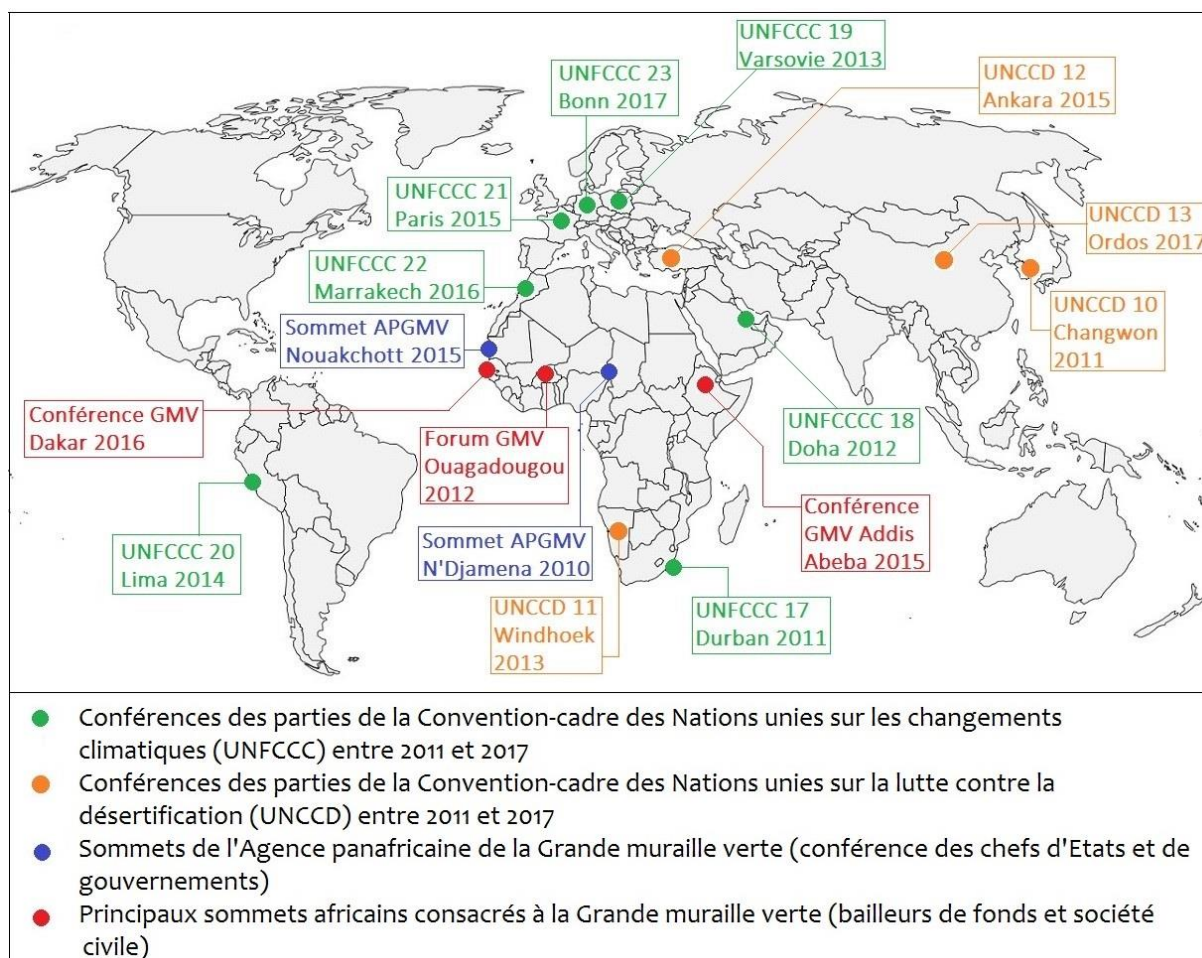 UNFCCC 19
Varsovie 2013
UNFCCC 23
Bonn 2017
UNCCD 12
Ankara 2015
UNFCCC 21
Paris 2015
UNCCD 13
Ordos 2017
UNFCCC 22
Marrakech 2016
UNCCD 10
Changwon
2011
Sommet APGMV
Nouakchott 2015
Conférence GMV
Dakar 2016
Forum GMV
Ouagadougou
2012
UNFCCCC 18
Doha 2012
Conférence
GMV Addis
Abeba 2015
UNFCCC 20
Lima 2014
Sommet APGMV
N'Djamena 2010
UNCCD 11
Windhoek
2013
UNFCCC 17
Durban 2011
Conférences des parties de la Convention-cadre des Nations unies sur les changements
climatiques (UNFCCC) entre 2011 et 2017
Conférences des parties de la Convention-cadre des Nations unies sur la lutte contre la
désertification (UNCCD) entre 2011 et 2017
Sommets de l'Agence panafricaine de la Grande muraille verte (conférence des chefs d'Etats et de
gouvernements)
Principaux sommets africains consacrés à la Grande muraille verte (bailleurs de fonds et société
civile)